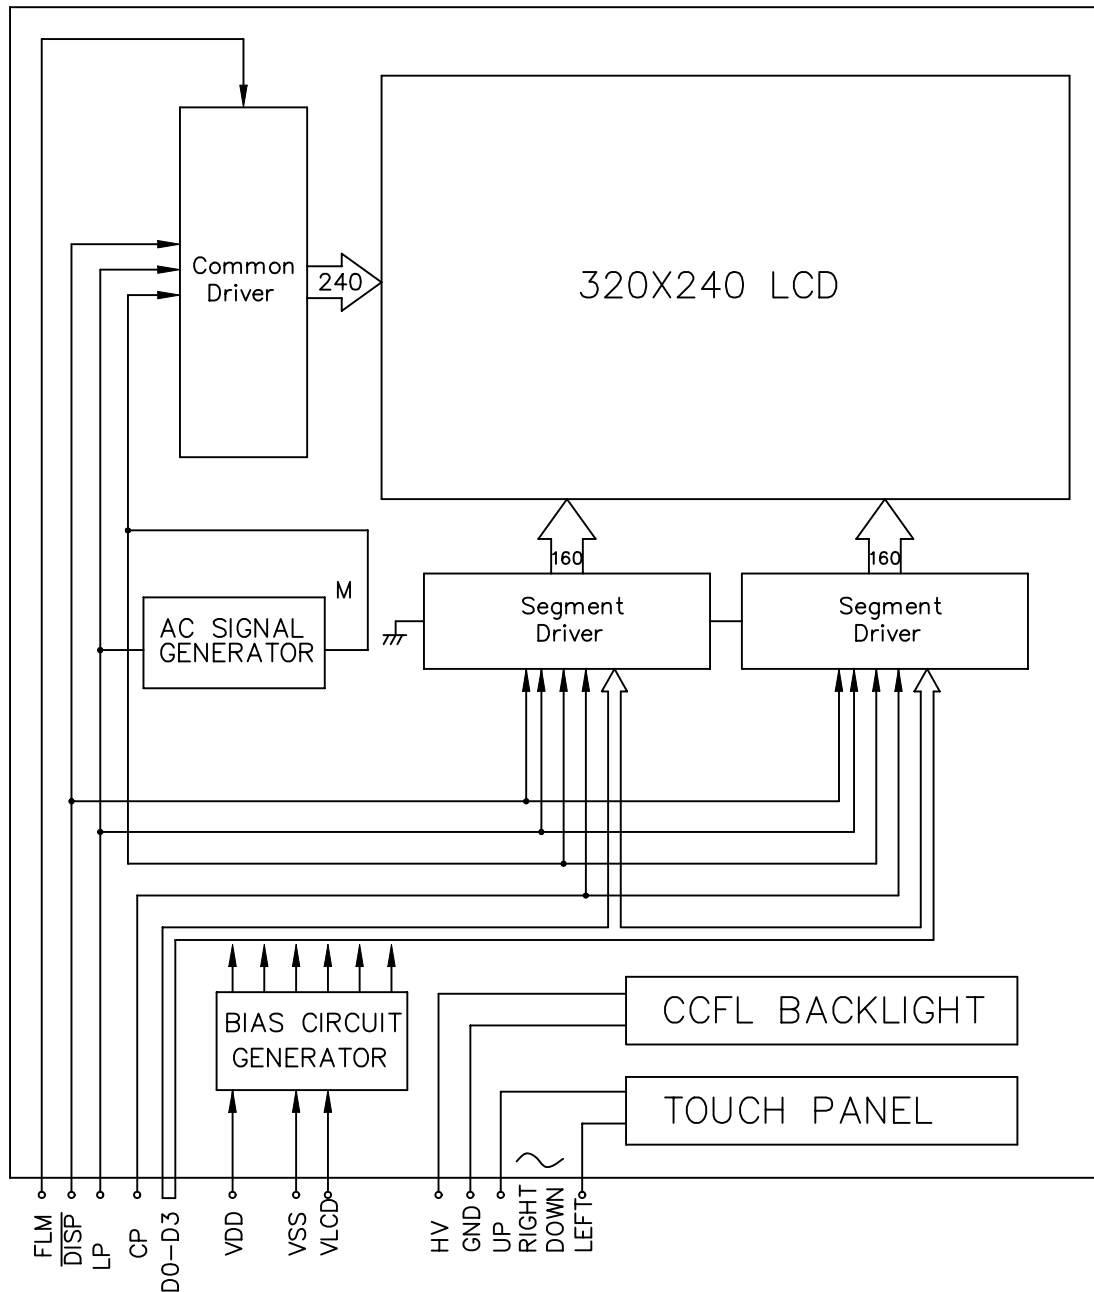 Common
Driver
240
320X240 LCD
160
160
Segment
Driver
Segment
Driver
M
AC SIGNAL
GENERATOR
BIAS CIRCUIT
GENERATOR
CCFL BACKLIGHT
TOUCH PANEL
FLM
DISP
LP
CP
D0-D3
VDD
VSS
VLCD
HV
GND
UP
RIGHT
DOWN
LEFT